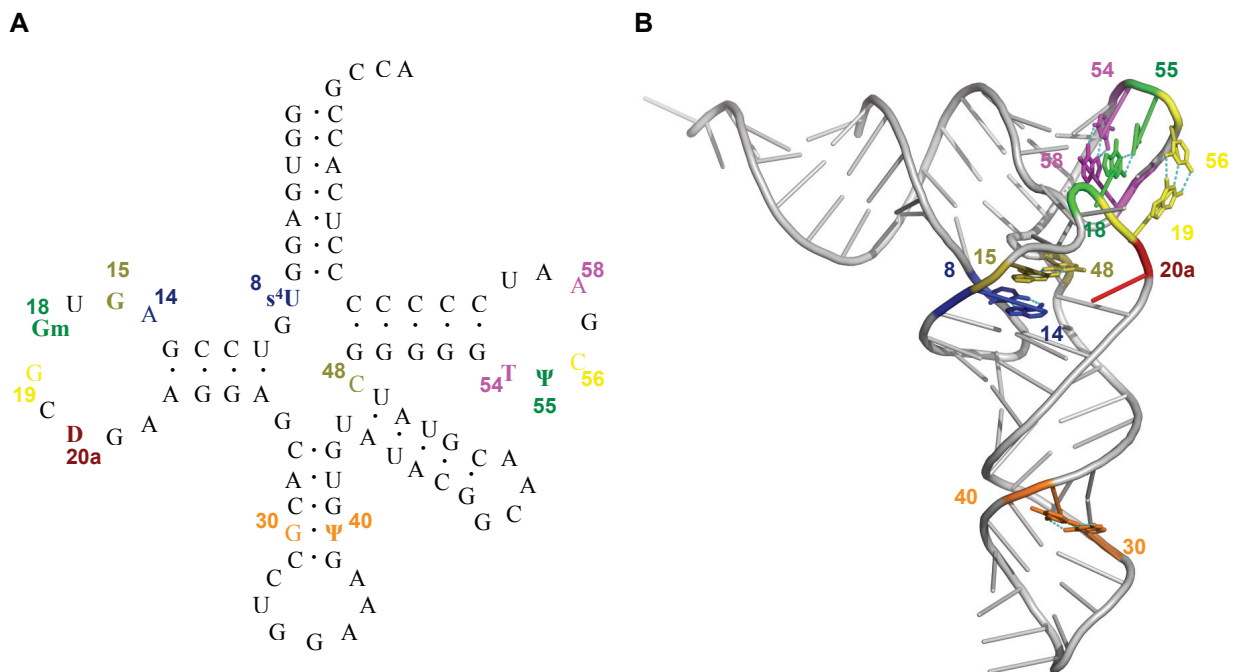 A
B
G C C A
G · C
G · C
U · A
G · C
A · U
G · C
G · C
8
s⁴U
G
15
G
14
A
U
18
Gm
G
19
C
D
20a
G
A
G C C U
A G G A
G
C C C C C
G G G G G
U A
58
A
G
C
56
Ψ
55
54
T
48
C
U A U G C A A
U A U A C G G C
C · G
A · U
C · G
30
G · Ψ
40
C · G
C
U
G
G
A
A
A
54
55
58
56
18
19
15
48
20a
8
14
40
30